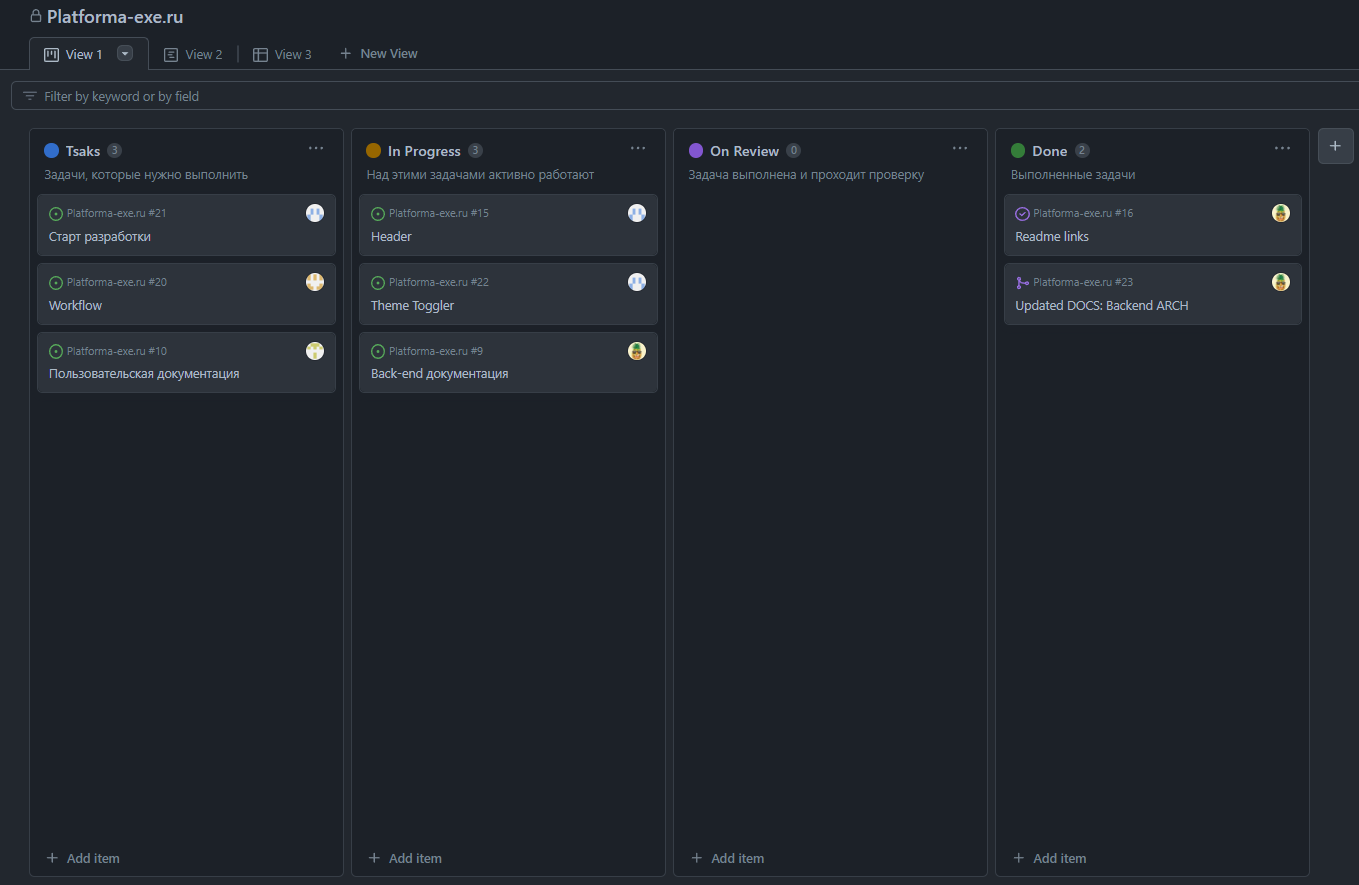 Platforma-exe.ru
View 1
View 2
View 3
New View
Filter by keyword or by field
Tsaks 3
Задачи, которые нужно выполнить
Platforma-exe.ru #21
Старт разработки
Platforma-exe.ru #20
Workflow
Platforma-exe.ru #10
Пользовательская документация
Add item
In Progress 3
Над этими задачами активно работают
Platforma-exe.ru #15
Header
Platforma-exe.ru #22
Theme Toggler
Platforma-exe.ru #9
Back-end документация
Add item
On Review 0
Задача выполнена и проходит проверку
Add item
Done 2
Выполненные задачи
Platforma-exe.ru #16
Readme links
Platforma-exe.ru #23
Updated DOCS: Backend ARCH
Add item